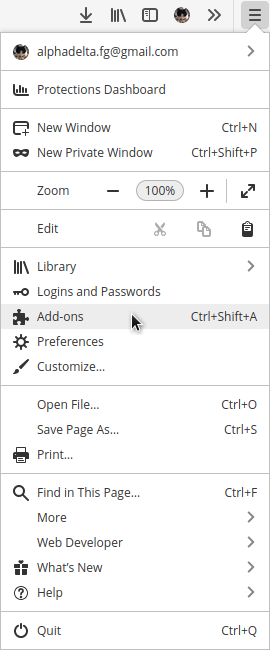 alphadelta.fg@gmail.com
Protections Dashboard
New Window Ctrl+N
New Private Window Ctrl+Shift+P
Zoom 100%
Edit
Library
Logins and Passwords
Add-ons Ctrl+Shift+A
Preferences
Customize...
Open File... Ctrl+O
Save Page As... Ctrl+S
Print...
Find in This Page... Ctrl+F
More
Web Developer
What's New
Help
Quit Ctrl+Q